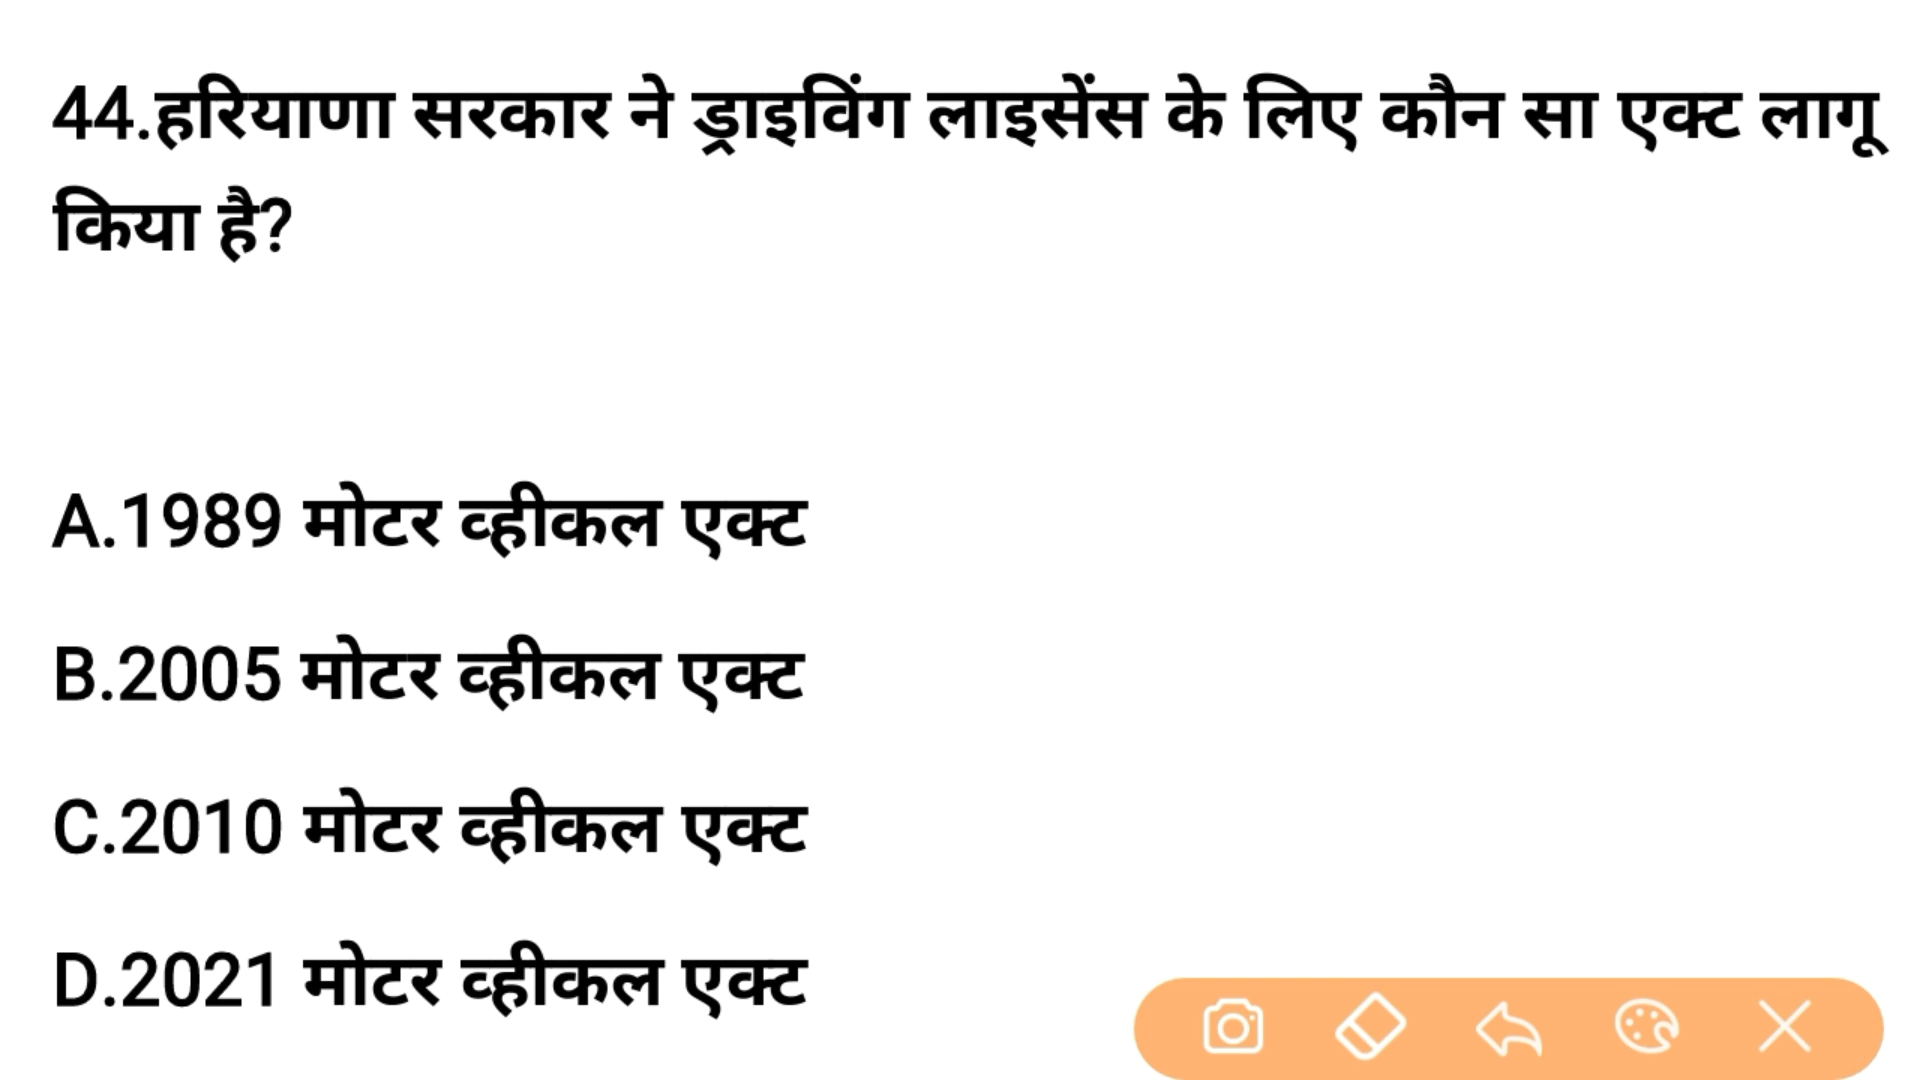 44.हरियाणा सरकार ने ड्राइविंग लाइसेंस के लिए कौन सा एक्ट लागू
किया है?
A.1989 मोटर व्हीकल एक्ट
B.2005 मोटर व्हीकल एक्ट
C.2010 मोटर व्हीकल एक्ट
D.2021 मोटर व्हीकल एक्ट